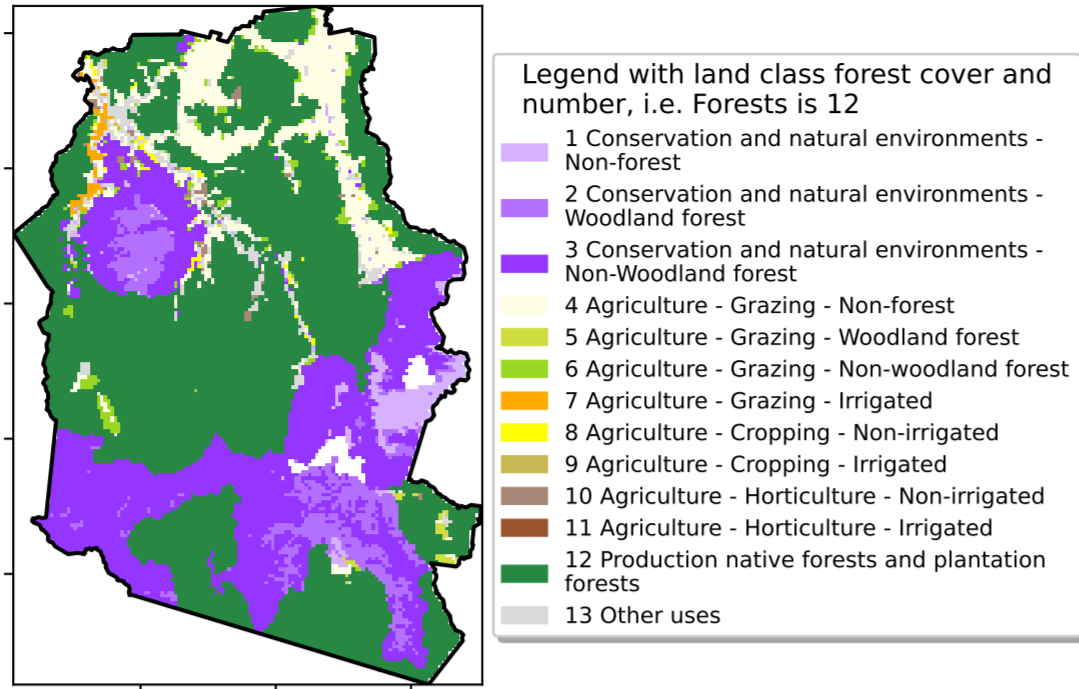 Legend with land class forest cover and
number, i.e. Forests is 12
1 Conservation and natural environments -
Non-forest
2 Conservation and natural environments -
Woodland forest
3 Conservation and natural environments -
Non-Woodland forest
4 Agriculture - Grazing - Non-forest
5 Agriculture - Grazing - Woodland forest
6 Agriculture - Grazing - Non-woodland forest
7 Agriculture - Grazing - Irrigated
8 Agriculture - Cropping - Non-irrigated
9 Agriculture - Cropping - Irrigated
10 Agriculture - Horticulture - Non-irrigated
11 Agriculture - Horticulture - Irrigated
12 Production native forests and plantation
forests
13 Other uses